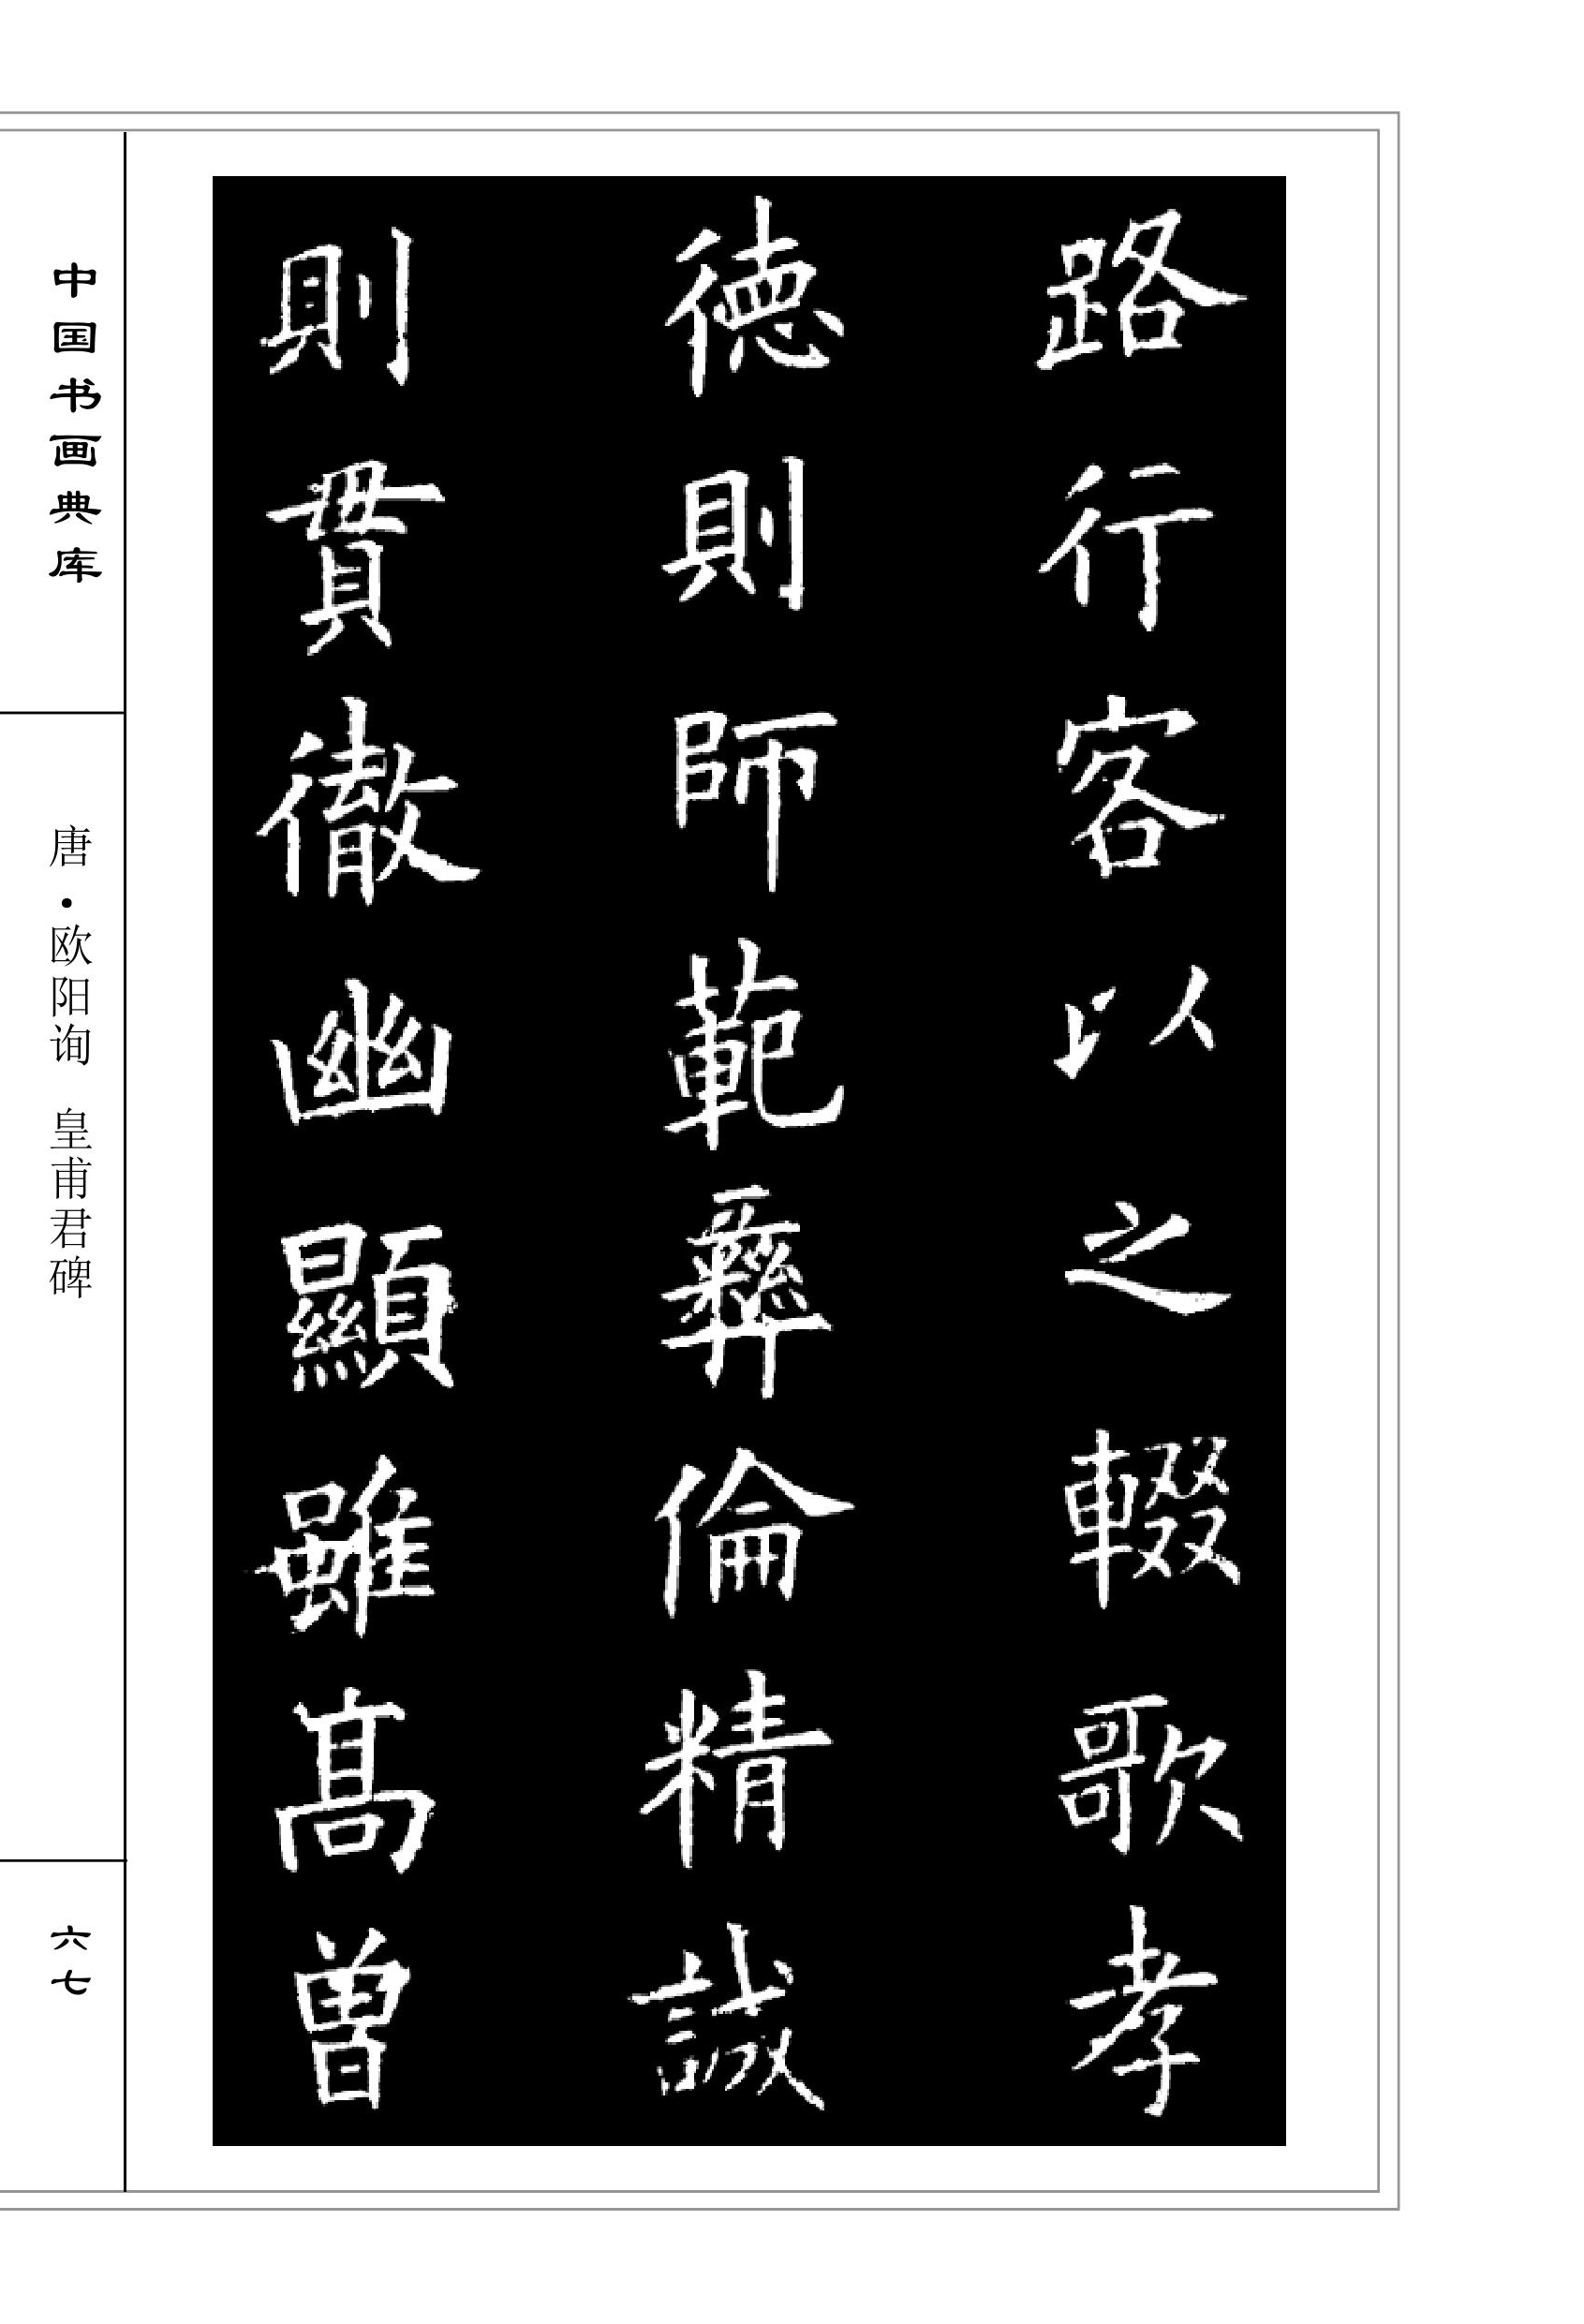 路行客以之輟歌孝
德則師範彝倫精誠
則貫徹幽顯雖高曾
中国书画典库
唐·欧阳询 皇甫君碑
六七